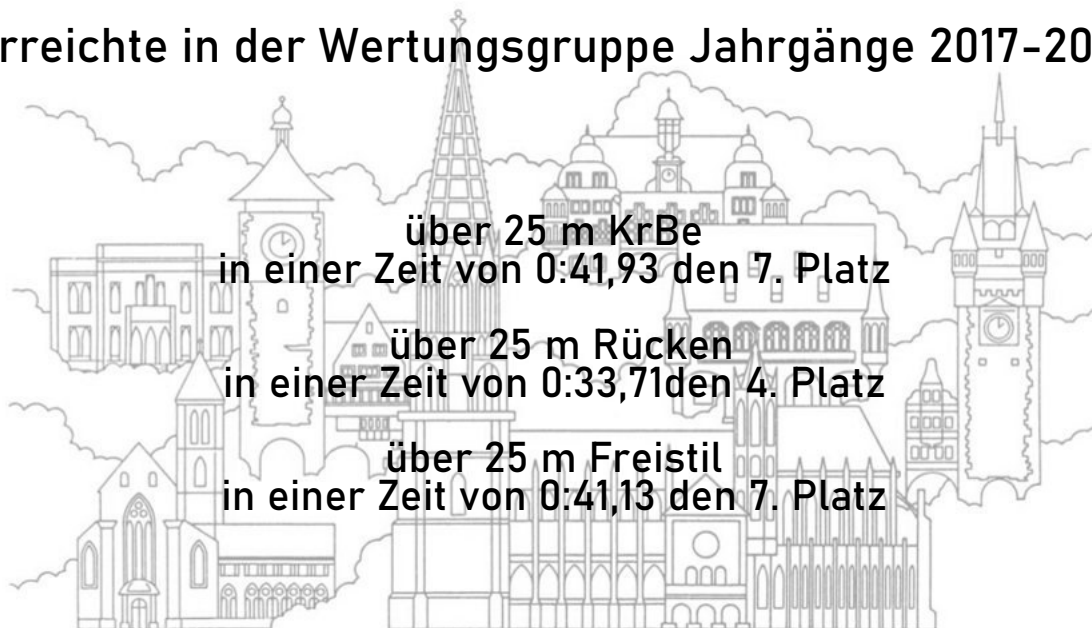 rreichte in der Wertungsgruppe Jahrgänge 2017-20
über 25 m KrBe
in einer Zeit von 0:41,93 den 7. Platz
über 25 m Rücken
in einer Zeit von 0:33,71den 4. Platz
über 25 m Freistil
in einer Zeit von 0:41,13 den 7. Platz